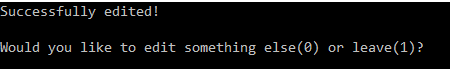 Successfully edited!
Would you like to edit something else(0) or leave(1)?